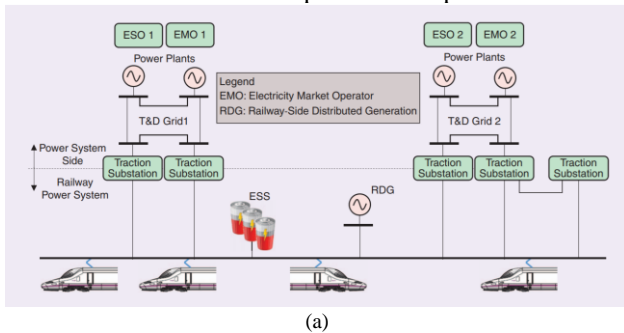 ESO 1
EMO 1
ESO 2
EMO 2
Power Plants
Power Plants
Legend
EMO: Electricity Market Operator
RDG: Railway-Side Distributed Generation
T&D Grid1
T&D Grid 2
Power System
Side
Railway
Power System
Traction
Substation
Traction
Substation
Traction
Substation
Traction
Substation
Traction
Substation
ESS
RDG
(a)